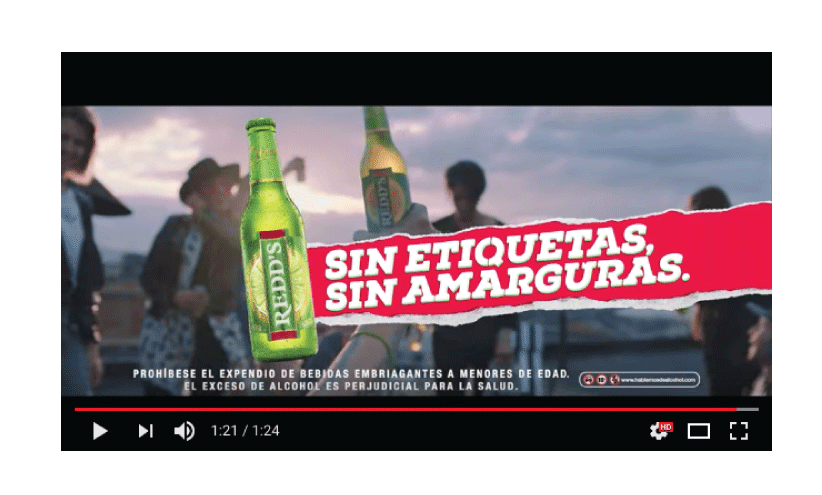 REDD'S
REDD'S
SIN ETIQUETAS,
SIN AMARGURAS.
PROHÍBESE EL EXPENDIO DE BEBIDAS EMBRIAGANTES A MENORES DE EDAD.
EL EXCESO DE ALCOHOL ES PERJUDICIAL PARA LA SALUD.
www.hablemosdealcohol.com
1:21 / 1:24
HD